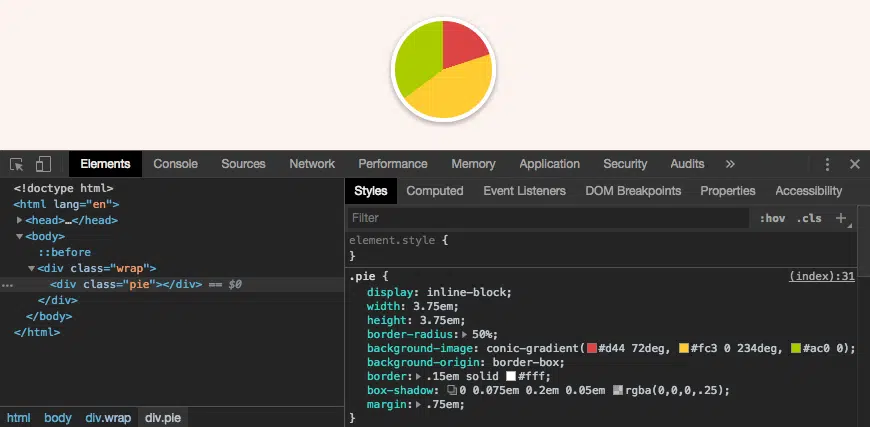 Elements Console Sources Network Performance Memory Application Security Audits »
<!doctype html>
<html lang="en">
<head>…</head>
<body>
::before
<div class="wrap">
… <div class="pie"></div> == $0
</div>
</body>
</html>
html body div.wrap div.pie
Styles Computed Event Listeners DOM Breakpoints Properties Accessibility
Filter :hov .cls +
element.style {
}
.pie { (index):31
display: inline-block;
width: 3.75em;
height: 3.75em;
border-radius: 50%;
background-image: conic-gradient(#d44 72deg, #fc3 0 234deg, #ac0 0);
background-origin: border-box;
border: .15em solid #fff;
box-shadow: 0 0.075em 0.2em 0.05em rgba(0,0,0,.25);
margin: .75em;
}